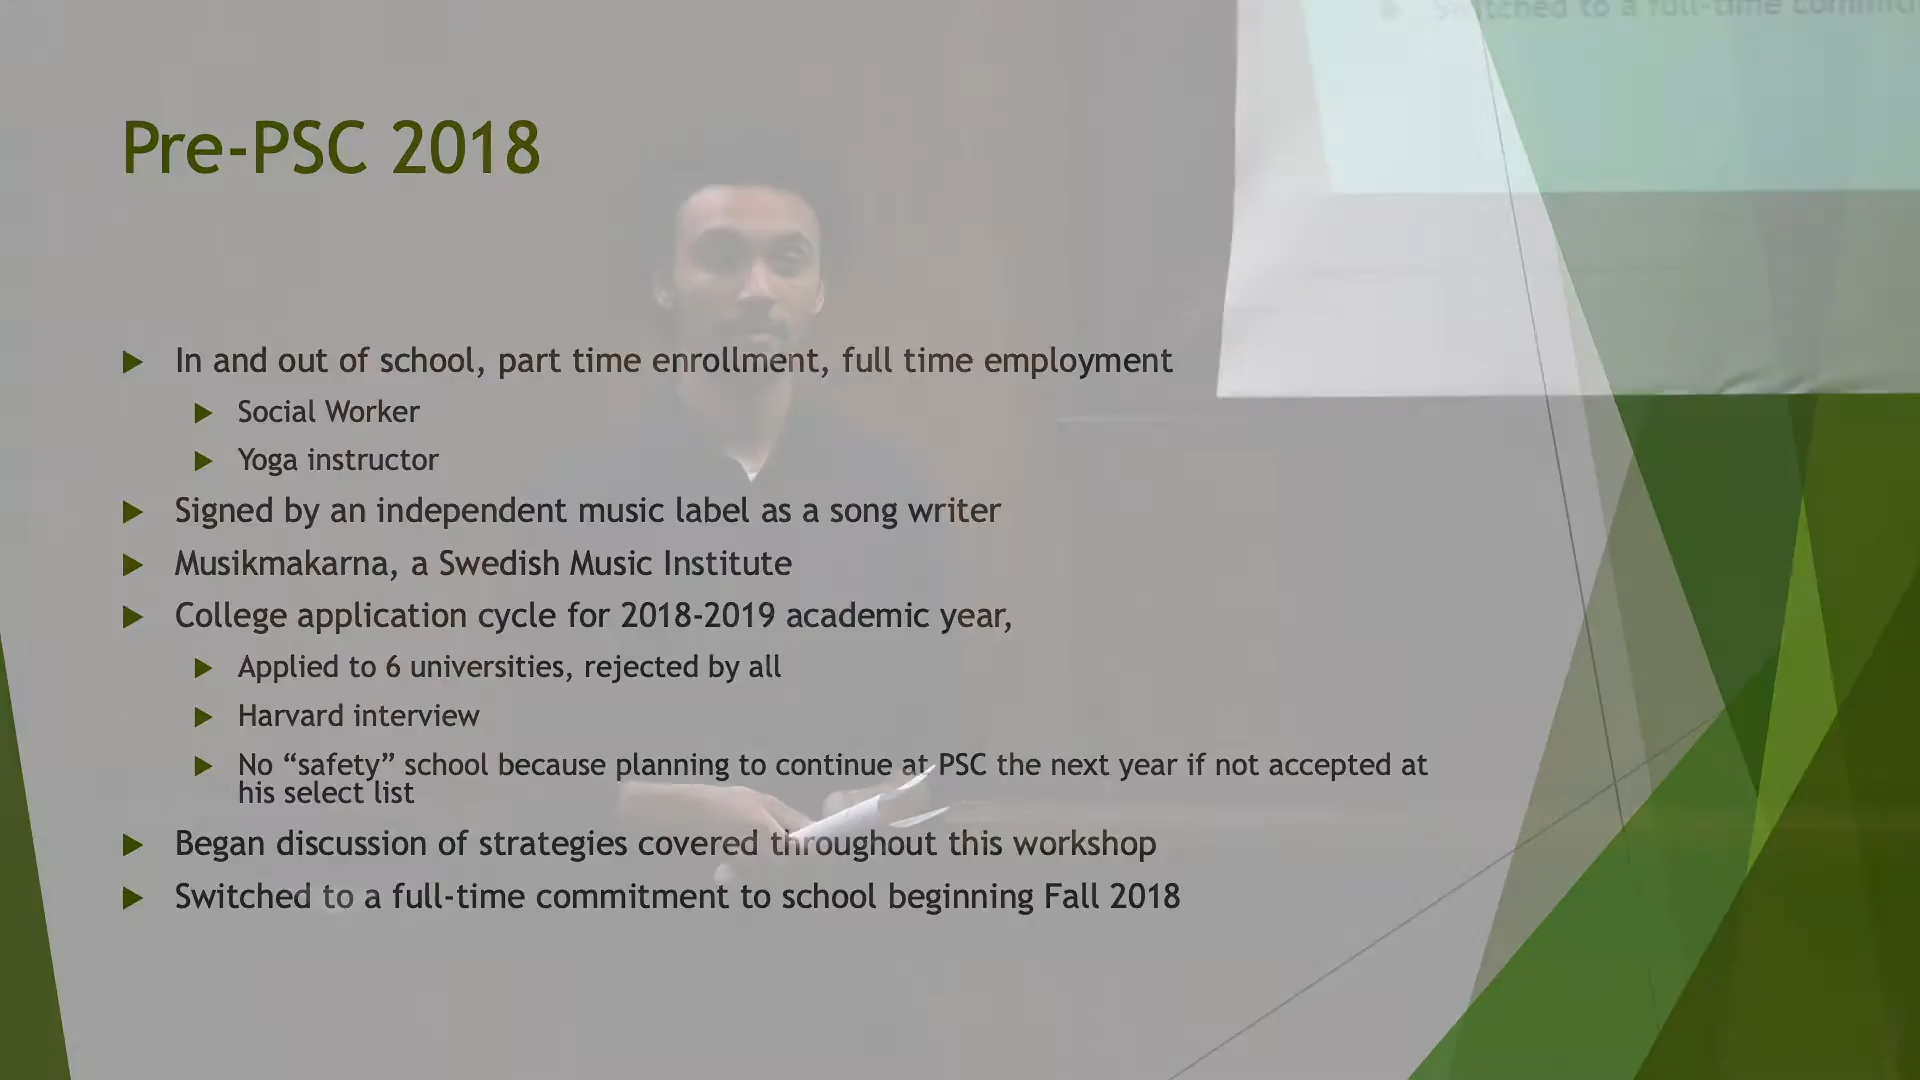 Switched to a full-time
Pre-PSC 2018
In and out of school, part time enrollment, full time employment
Social Worker
Yoga instructor
Signed by an independent music label as a song writer
Musikmakarna, a Swedish Music Institute
College application cycle for 2018-2019 academic year,
Applied to 6 universities, rejected by all
Harvard interview
No “safety” school because planning to continue at PSC the next year if not accepted at
his select list
Began discussion of strategies covered throughout this workshop
Switched to a full-time commitment to school beginning Fall 2018